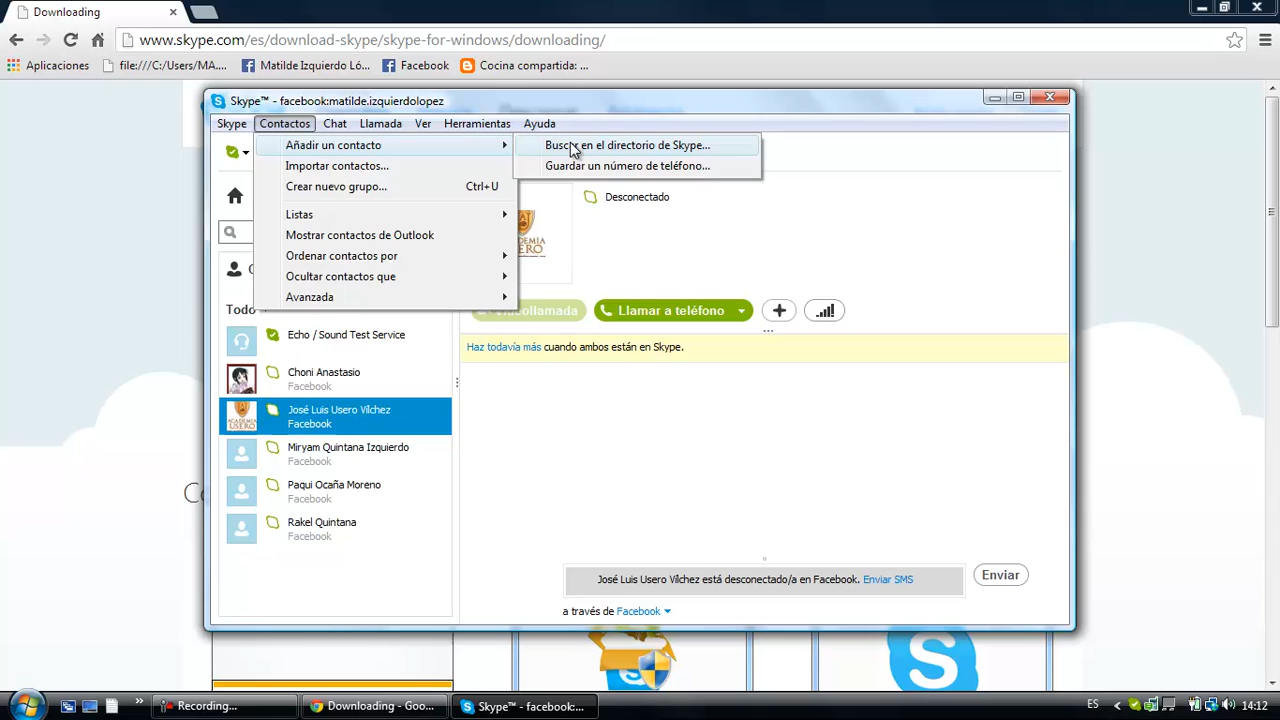 Downloading
www.skype.com/es/download-skype/skype-for-windows/downloading/
Aplicaciones
file:///C:/Users/MA....
Matilde Izquierdo Ló...
Facebook
Cocina compartida: ...
Skype™ - facebook:matilde.izquierdolopez
Skype Contactos Chat Llamada Ver Herramientas Ayuda
Añadir un contacto
Importar contactos...
Crear nuevo grupo... Ctrl+U
Listas
Mostrar contactos de Outlook
Ordenar contactos por
Ocultar contactos que
Avanzada
en el directorio de Skype...
Guardar un número de teléfono...
Desconectado
Todo
Llamar a teléfono
Haz todavía más cuando ambos están en Skype.
Echo / Sound Test Service
Choni Anastasio
Facebook
José Luis Usero Vílchez
Facebook
Miryam Quintana Izquierdo
Facebook
Paqui Ocaña Moreno
Facebook
Rakel Quintana
Facebook
José Luis Usero Vílchez está desconectado/a en Facebook. Enviar SMS
Enviar
a través de Facebook
Recording...
Downloading - Goo...
Skype™ - facebook:...
ES
14:12